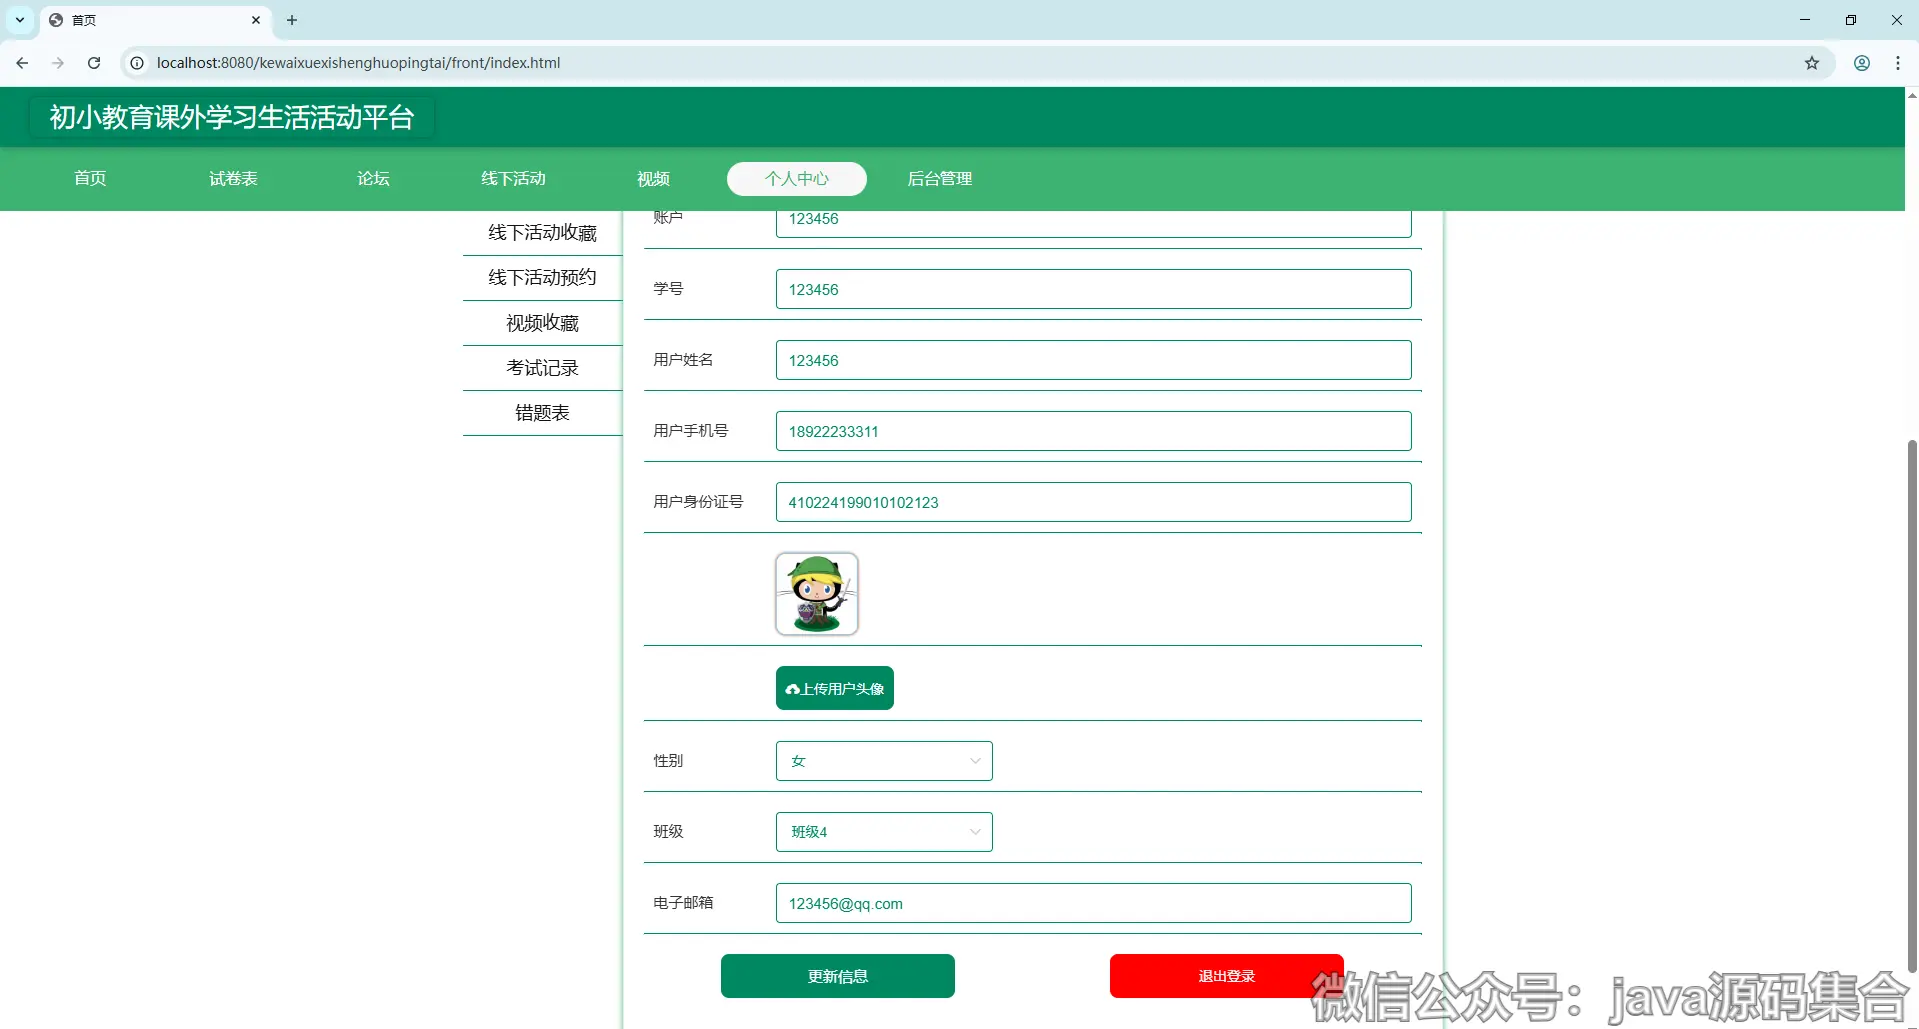 首页
localhost:8080/kewaixuexishenghuopingtai/front/index.html
初小教育课外学习生活活动平台
首页 试卷表 论坛 线下活动 视频 个人中心 后台管理
线下活动收藏
线下活动预约
视频收藏
考试记录
错题表
账户 123456
学号 123456
用户姓名 123456
用户手机号 18922233311
用户身份证号 410224199010102123
上传用户头像
性别 女
班级 班级4
电子邮箱 123456@qq.com
更新信息 退出登录
微信公众号：java源码集合